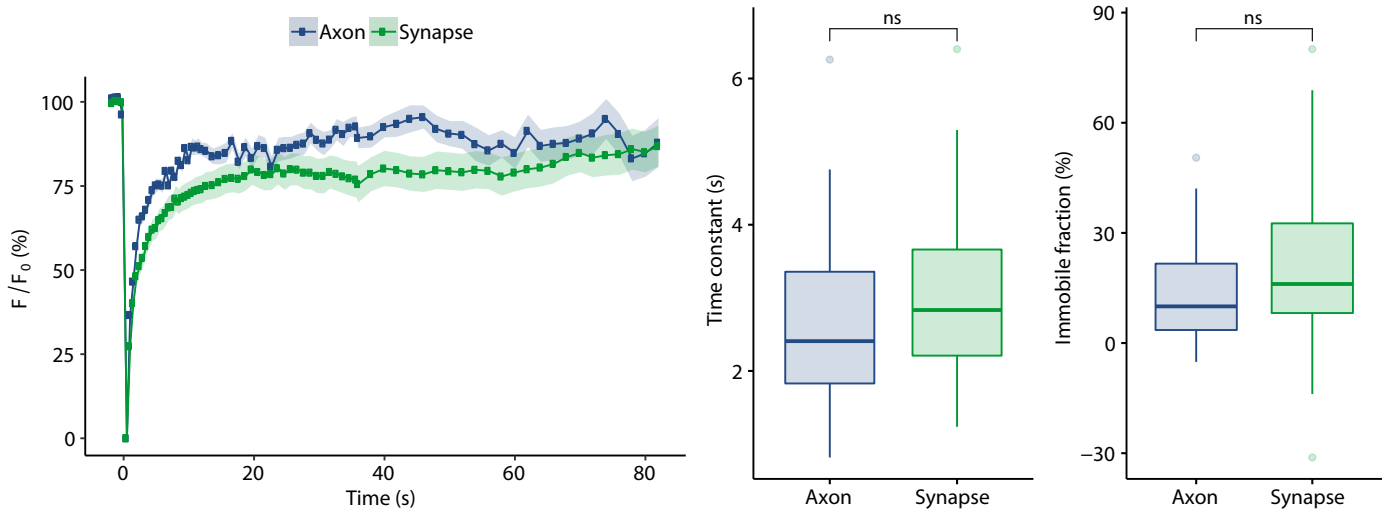 Axon Synapse
F / F0 (%)
100
75
50
25
0
0 20 40 60 80
Time (s)
ns
Time constant (s)
6
4
2
Axon Synapse
ns
Immobile fraction (%)
90
60
30
0
−30
Axon Synapse